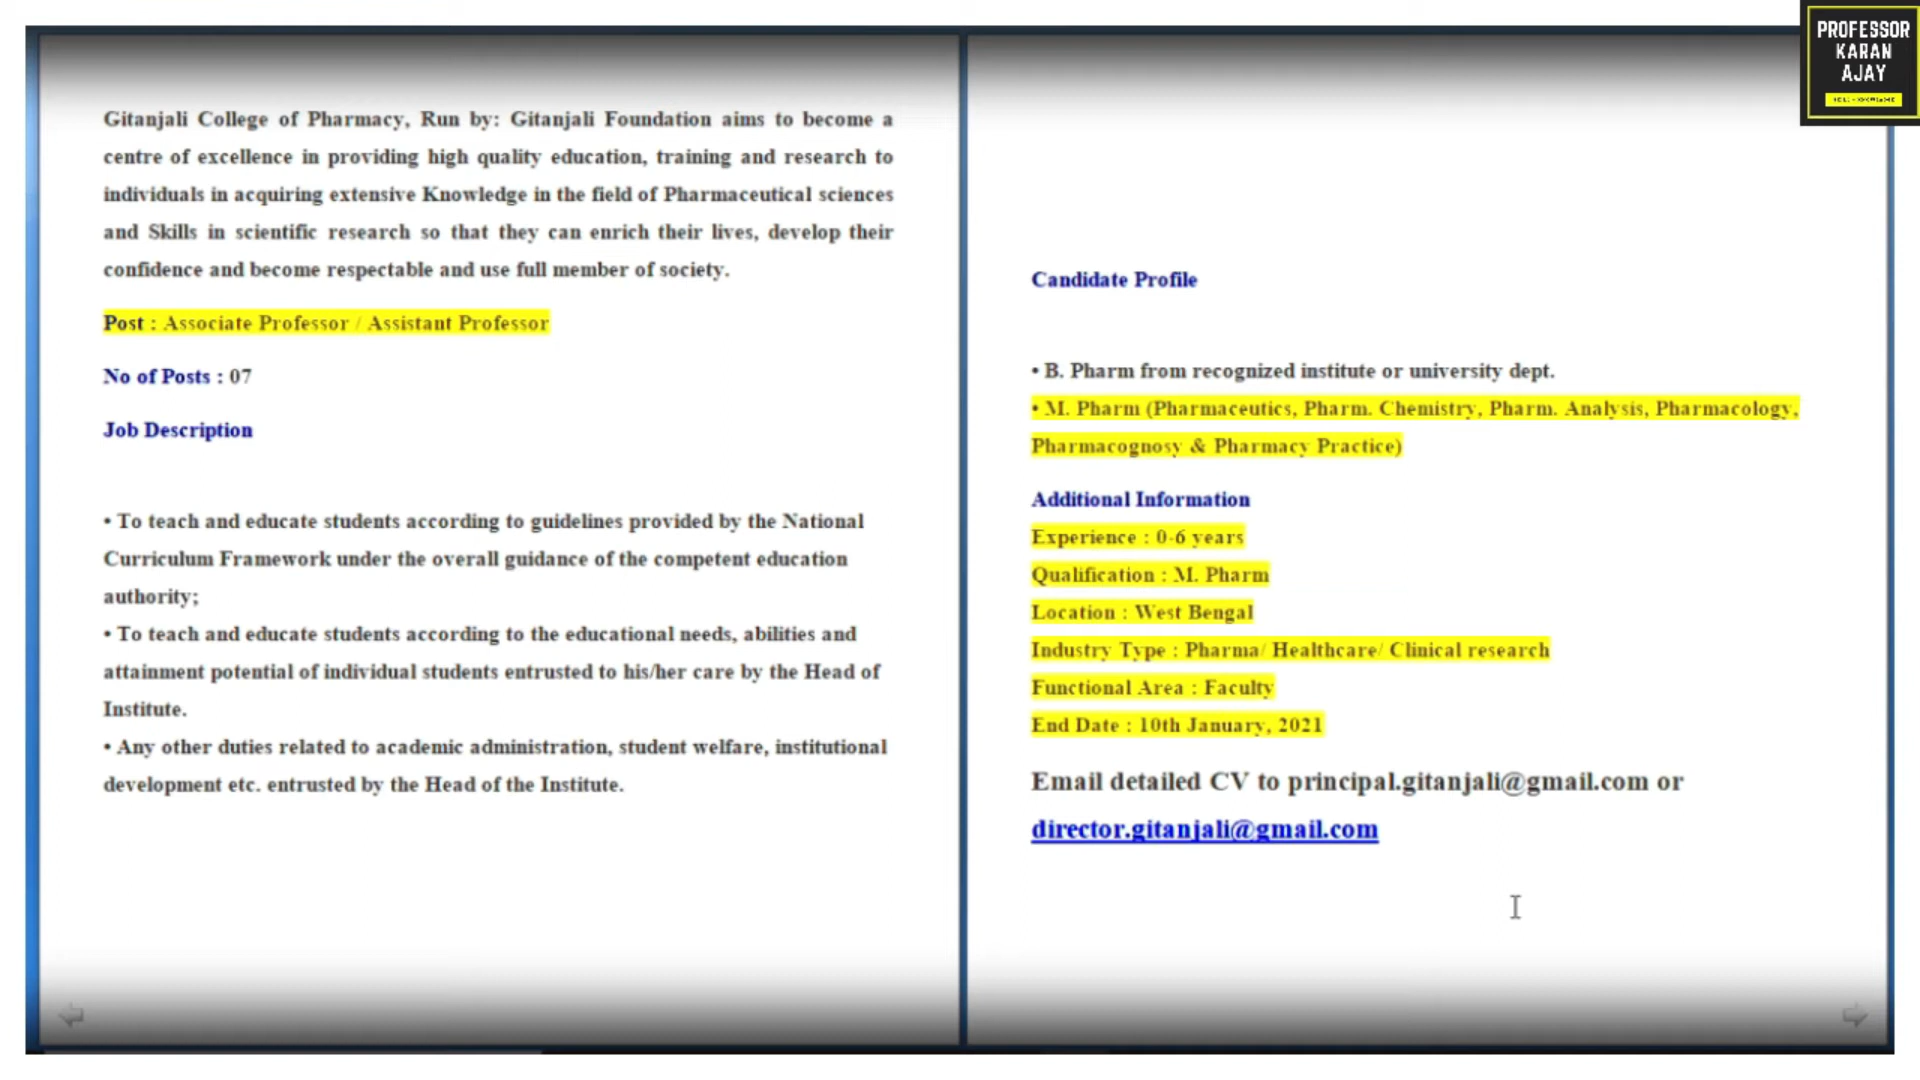 Gitanjali College of Pharmacy, Run by: Gitanjali Foundation aims to become a
centre of excellence in providing high quality education, training and research to
individuals in acquiring extensive Knowledge in the field of Pharmaceutical sciences
and Skills in scientific research so that they can enrich their lives, develop their
confidence and become respectable and use full member of society.
Post : Associate Professor / Assistant Professor
No of Posts : 07
Job Description
• To teach and educate students according to guidelines provided by the National
Curriculum Framework under the overall guidance of the competent education
authority;
• To teach and educate students according to the educational needs, abilities and
attainment potential of individual students entrusted to his/her care by the Head of
Institute.
• Any other duties related to academic administration, student welfare, institutional
development etc. entrusted by the Head of the Institute.
Candidate Profile
• B. Pharm from recognized institute or university dept.
• M. Pharm (Pharmaceutics, Pharm. Chemistry, Pharm. Analysis, Pharmacology,
Pharmacognosy & Pharmacy Practice)
Additional Information
Experience : 0-6 years
Qualification : M. Pharm
Location : West Bengal
Industry Type : Pharma/ Healthcare/ Clinical research
Functional Area : Faculty
End Date : 10th January, 2021
Email detailed CV to principal.gitanjali@gmail.com or
director.gitanjali@gmail.com
PROFESSOR
KARAN
AJAY